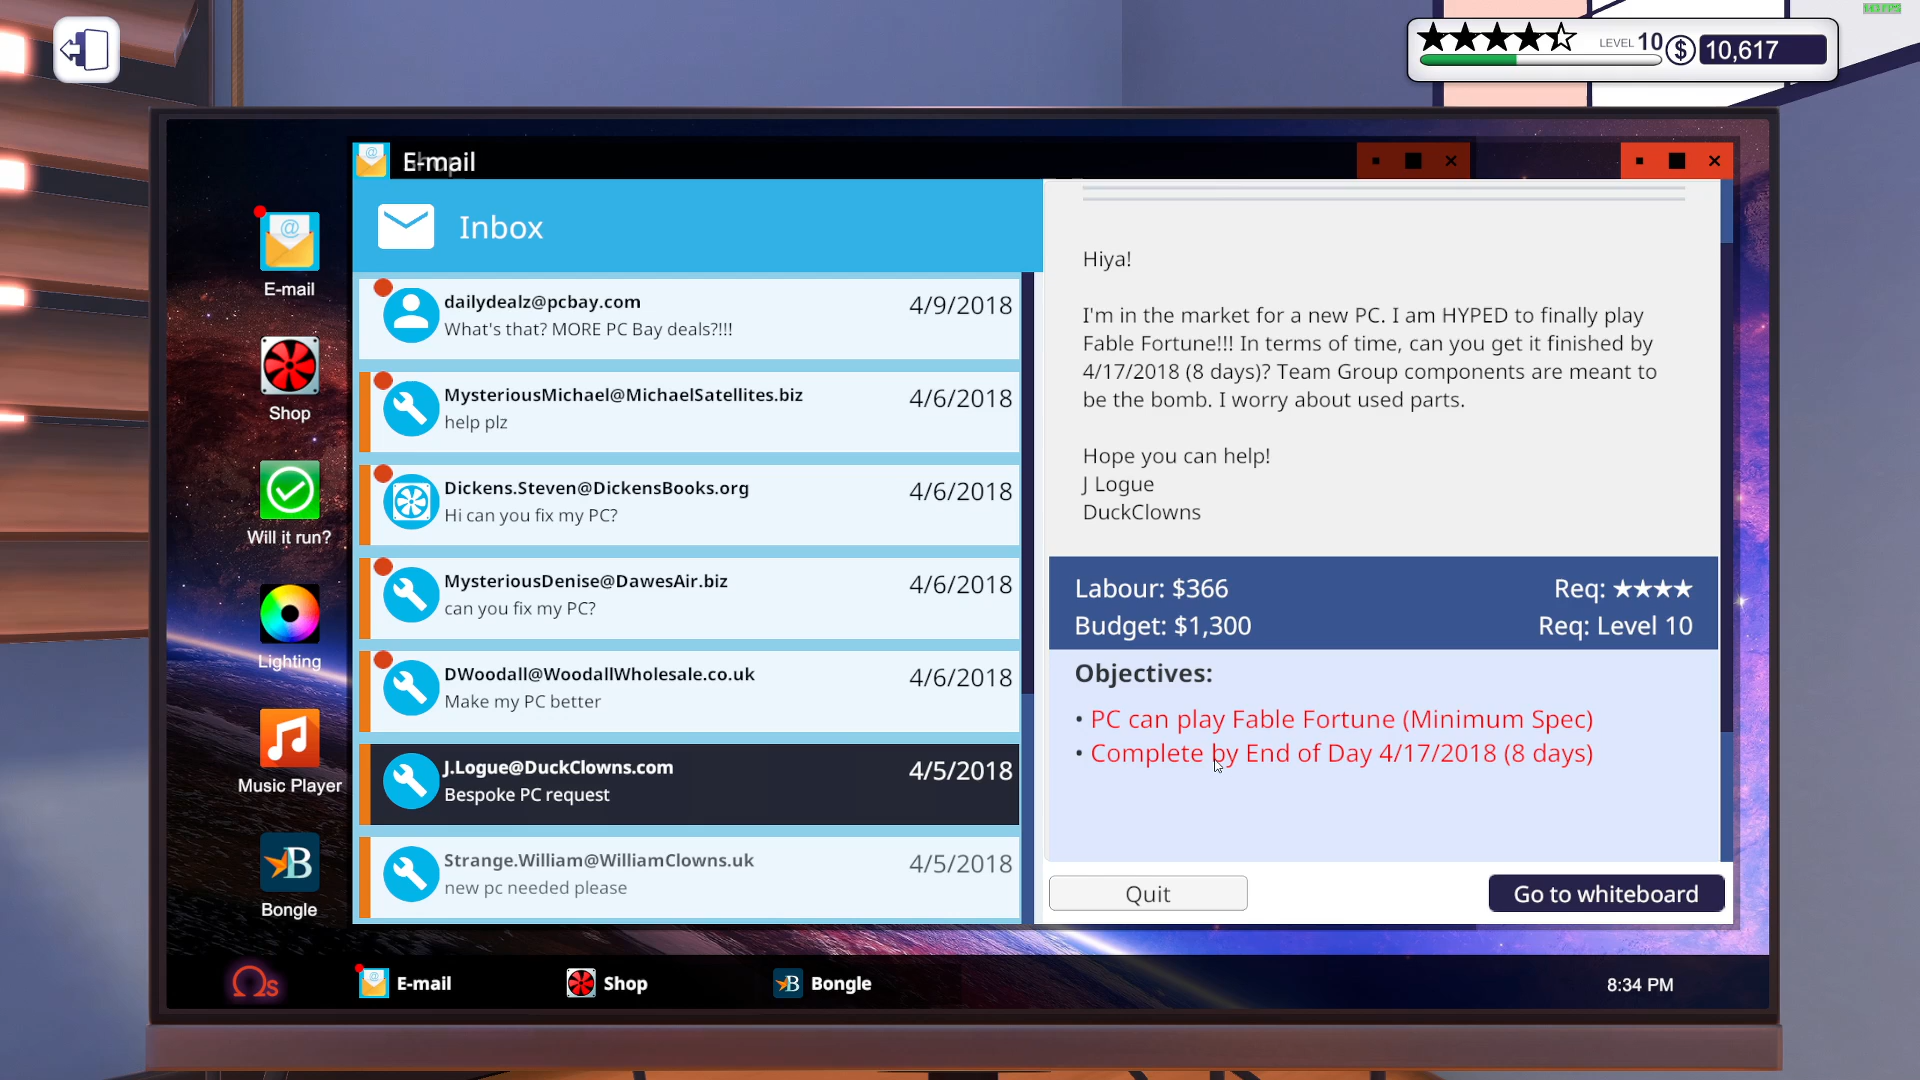 LEVEL 10
$ 10,617
E-mail
Inbox
E-mail
Shop
Will it run?
Lighting
Music Player
B
Bongle
dailydealz@pcbay.com
4/9/2018
What's that? MORE PC Bay deals?!!!
MysteriousMichael@MichaelSatellites.biz
4/6/2018
help plz
Dickens.Steven@DickensBooks.org
4/6/2018
Hi can you fix my PC?
MysteriousDenise@DawesAir.biz
4/6/2018
can you fix my PC?
DWoodall@WoodallWholesale.co.uk
4/6/2018
Make my PC better
J.Logue@DuckClowns.com
4/5/2018
Bespoke PC request
Strange.William@WilliamClowns.uk
4/5/2018
new pc needed please
Hiya!
I'm in the market for a new PC. I am HYPED to finally play
Fable Fortune!!! In terms of time, can you get it finished by
4/17/2018 (8 days)? Team Group components are meant to
be the bomb. I worry about used parts.
Hope you can help!
J Logue
DuckClowns
Labour: $366
Req: ★★★★
Budget: $1,300
Req: Level 10
Objectives:
• PC can play Fable Fortune (Minimum Spec)
• Complete by End of Day 4/17/2018 (8 days)
Quit
Go to whiteboard
Ωs
E-mail
Shop
B
Bongle
8:34 PM